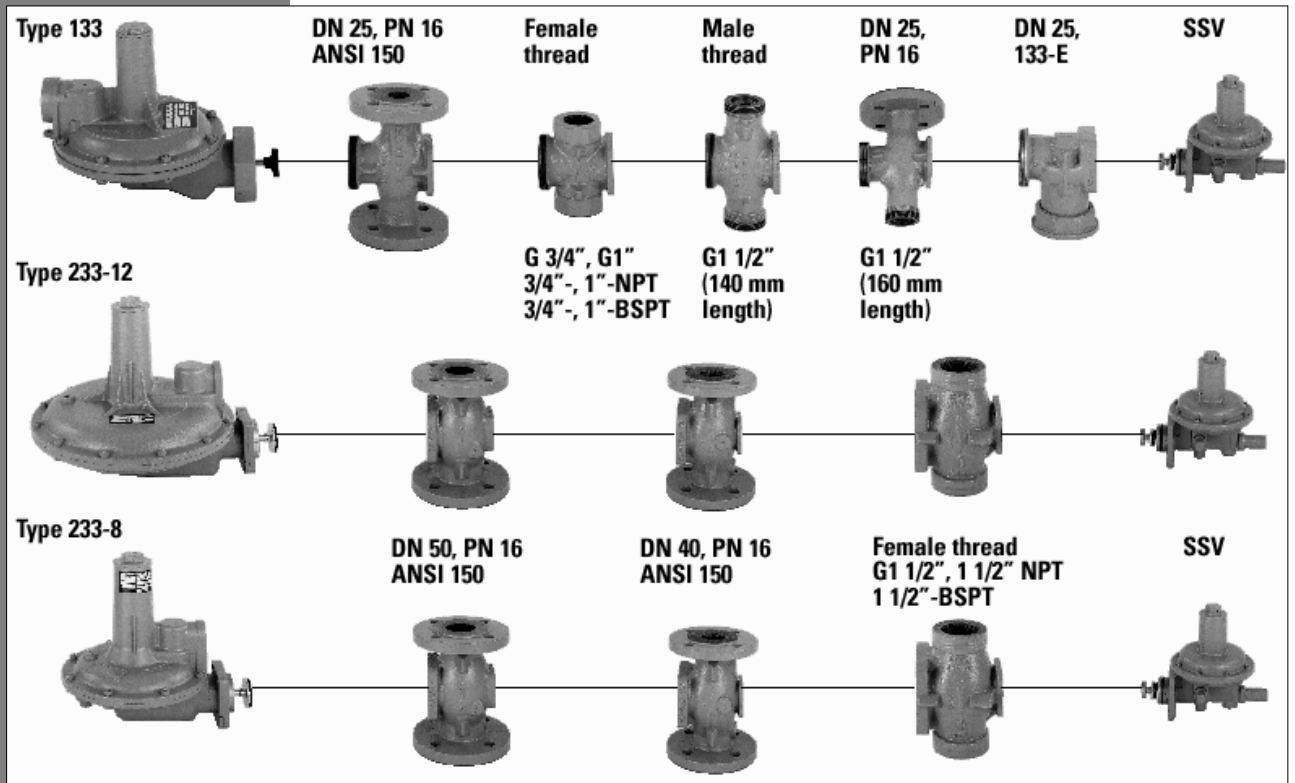 Type 133
DN 25, PN 16
ANSI 150
Female
thread
Male
thread
DN 25,
PN 16
DN 25,
133-E
SSV
G 3/4”, G1”
3/4”-, 1”-NPT
3/4”-, 1”-BSPT
G1 1/2”
(140 mm
length)
G1 1/2”
(160 mm
length)
Type 233-12
Type 233-8
DN 50, PN 16
ANSI 150
DN 40, PN 16
ANSI 150
Female thread
G1 1/2”, 1 1/2” NPT
1 1/2”-BSPT
SSV